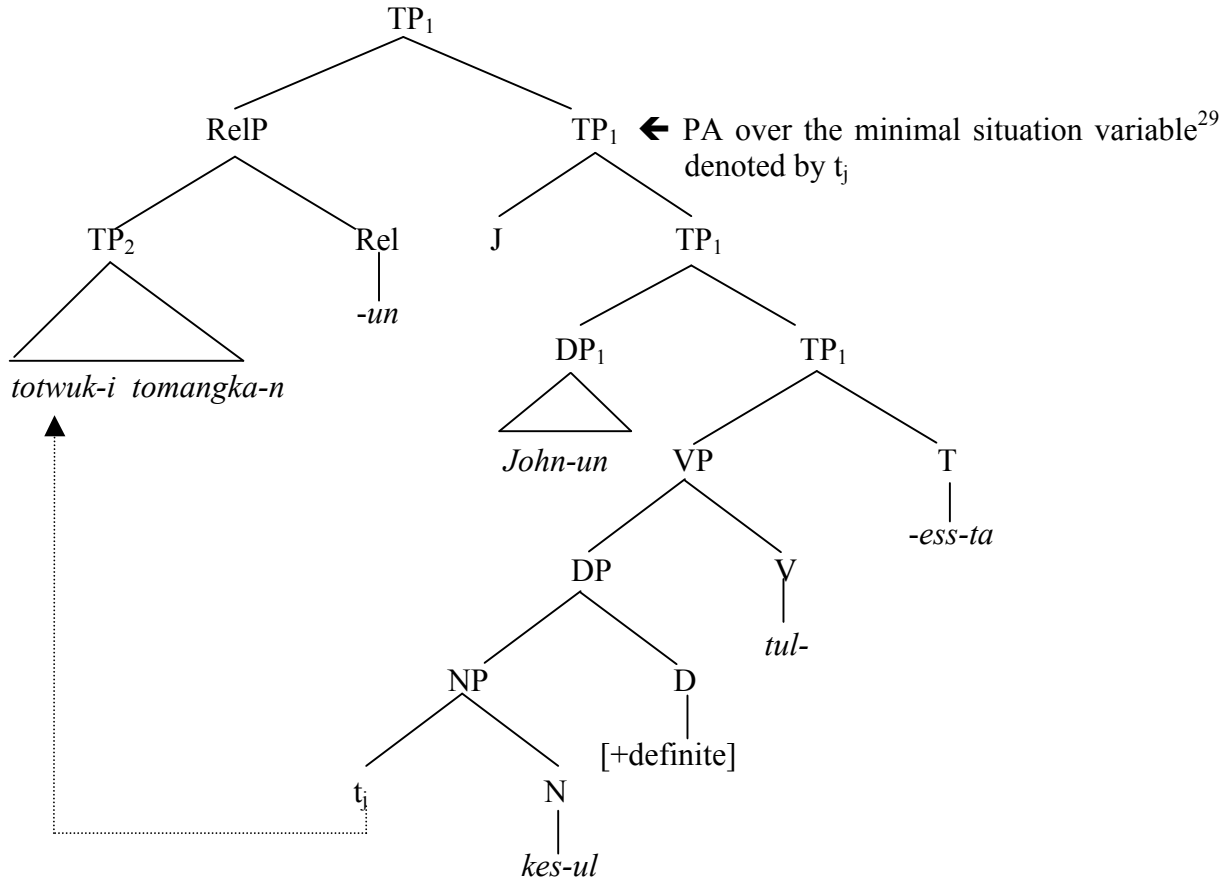 TP1
RelP TP1 🡸 PA over the minimal situation variable29
denoted by tj
TP2 Rel J TP1
-un DP1 TP1
totwuk-i tomangka-n
John-un VP T
-ess-ta
DP V
tul-
NP D
[+definite]
tj N
kes-ul